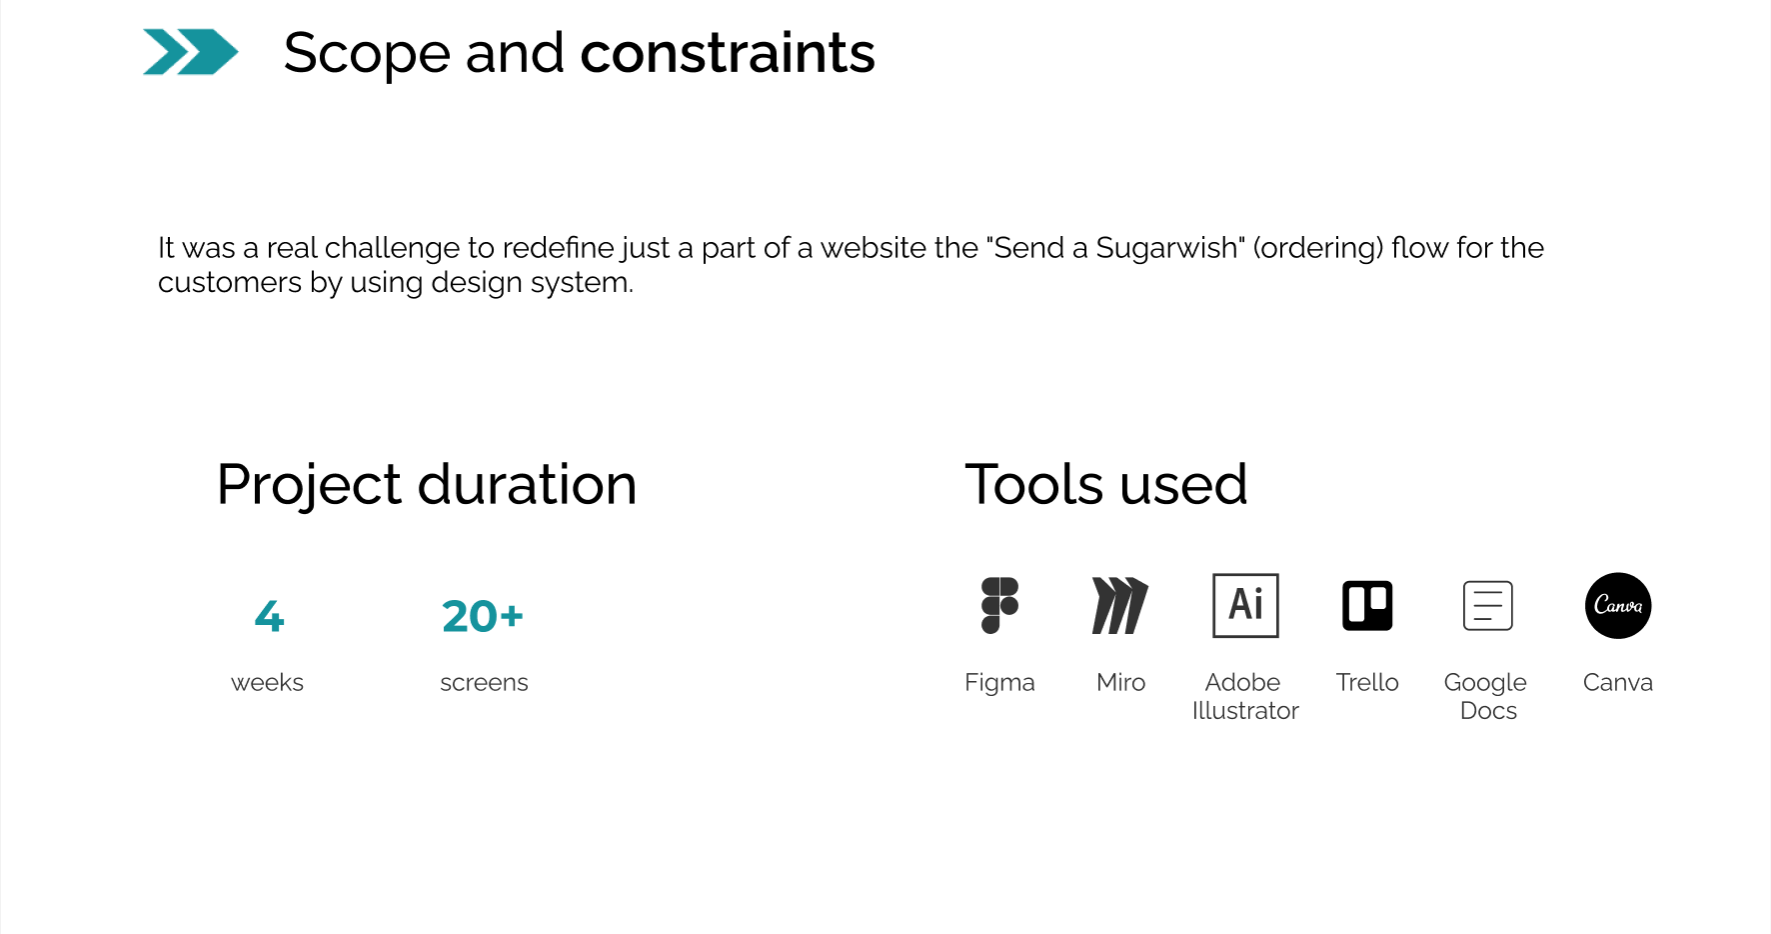 Scope and constraints
It was a real challenge to redefine just a part of a website the "Send a Sugarwish" (ordering) flow for the
customers by using design system.
Project duration
4
weeks
20+
screens
Tools used
Ai
Canva
Figma
Miro
Adobe
Illustrator
Trello
Google
Docs
Canva